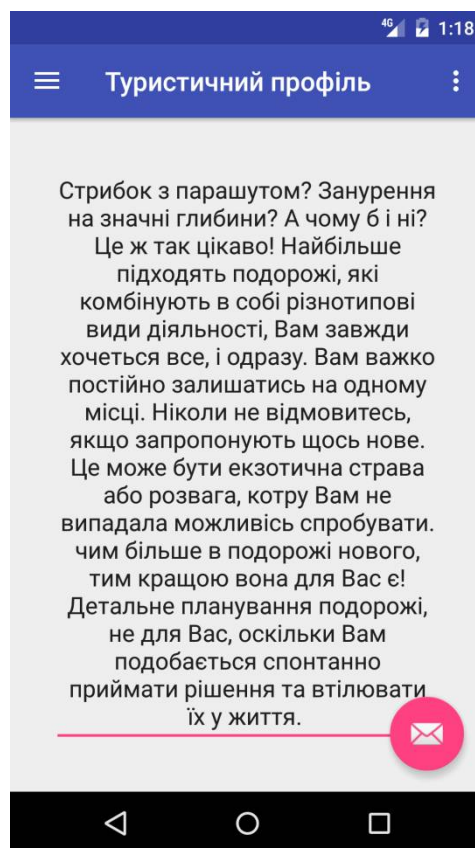 4G 1:18
Туристичний профіль
Стрибок з парашутом? Занурення
на значні глибини? А чому б і ні?
Це ж так цікаво! Найбільше
підходять подорожі, які
комбінують в собі різнотипові
види діяльності, Вам завжди
хочеться все, і одразу. Вам важко
постійно залишатись на одному
місці. Ніколи не відмовитесь,
якщо запропонують щось нове.
Це може бути екзотична страва
або розвага, котру Вам не
випадала можливісь спробувати.
чим більше в подорожі нового,
тим кращою вона для Вас є!
Детальне планування подорожі,
не для Вас, оскільки Вам
подобається спонтанно
приймати рішення та втілювати
їх у життя.